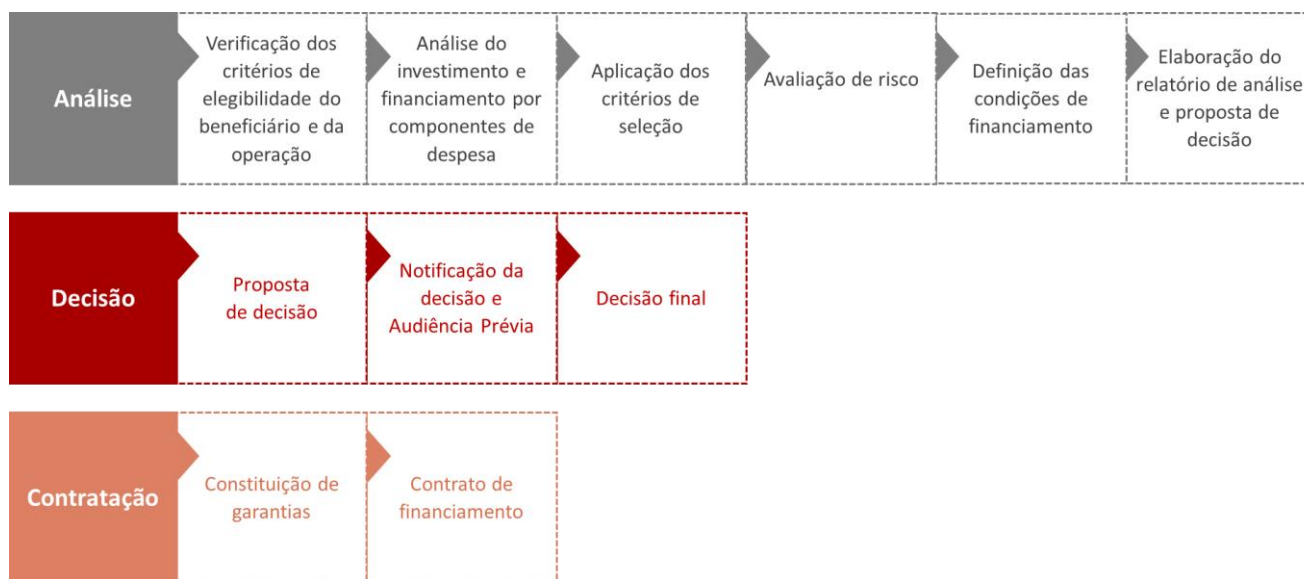 Análise
Verificação dos
critérios de
elegibilidade do
beneficiário e da
operação
Análise do
investimento e
financiamento por
componentes de
despesa
Aplicação dos
critérios de
seleção
Avaliação de risco
Definição das
condições de
financiamento
Elaboração do
relatório de análise
e proposta de
decisão
Decisão
Proposta
de decisão
Notificação da
decisão e
Audiência Prévia
Decisão final
Contratação
Constituição de
garantias
Contrato de
financiamento